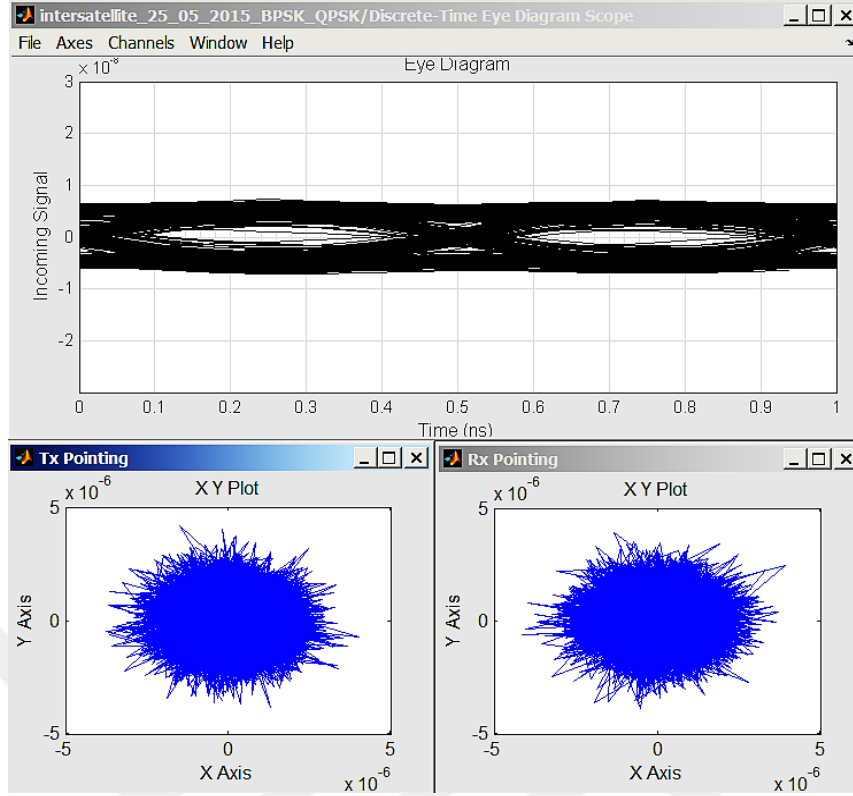 intersatellite_25_05_2015_BPSK_QPSK/Discrete-Time Eye Diagram Scope
File Axes Channels Window Help
x 10⁻⁸
Eye Diagram
3
2
1
0
-1
-2
Incoming Signal
0 0.1 0.2 0.3 0.4 0.5 0.6 0.7 0.8 0.9 1
Time (ns)
Tx Pointing
x 10⁻⁶
X Y Plot
5
0
-5
Y Axis
-5 0 5
X Axis
x 10⁻⁶
Rx Pointing
x 10⁻⁶
X Y Plot
5
0
-5
Y Axis
-5 0 5
X Axis
x 10⁻⁶